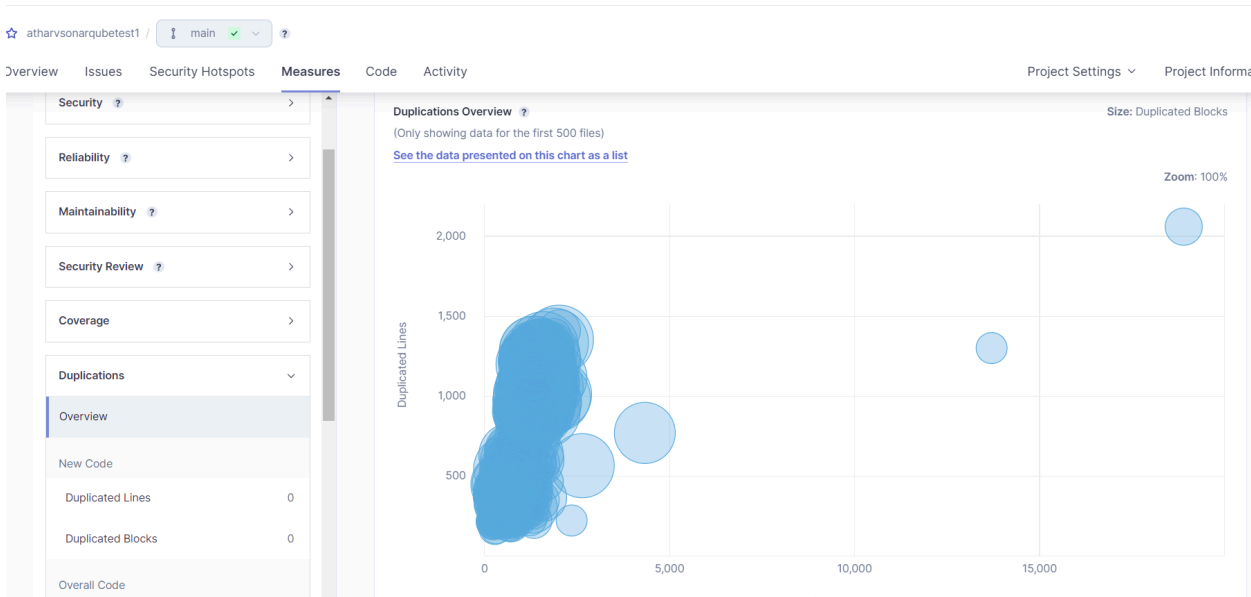 atharvsonarqubetest1 / main ?
Overview Issues Security Hotspots Measures Code Activity Project Settings
Project Informa
Security ?
Reliability ?
Maintainability ?
Security Review ?
Coverage
Duplications
Overview
New Code
Duplicated Lines 0
Duplicated Blocks 0
Overall Code
Duplications Overview ?
Size: Duplicated Blocks
(Only showing data for the first 500 files)
See the data presented on this chart as a list
Zoom: 100%
2,000
1,500
1,000
500
Duplicated Lines
0 5,000 10,000 15,000